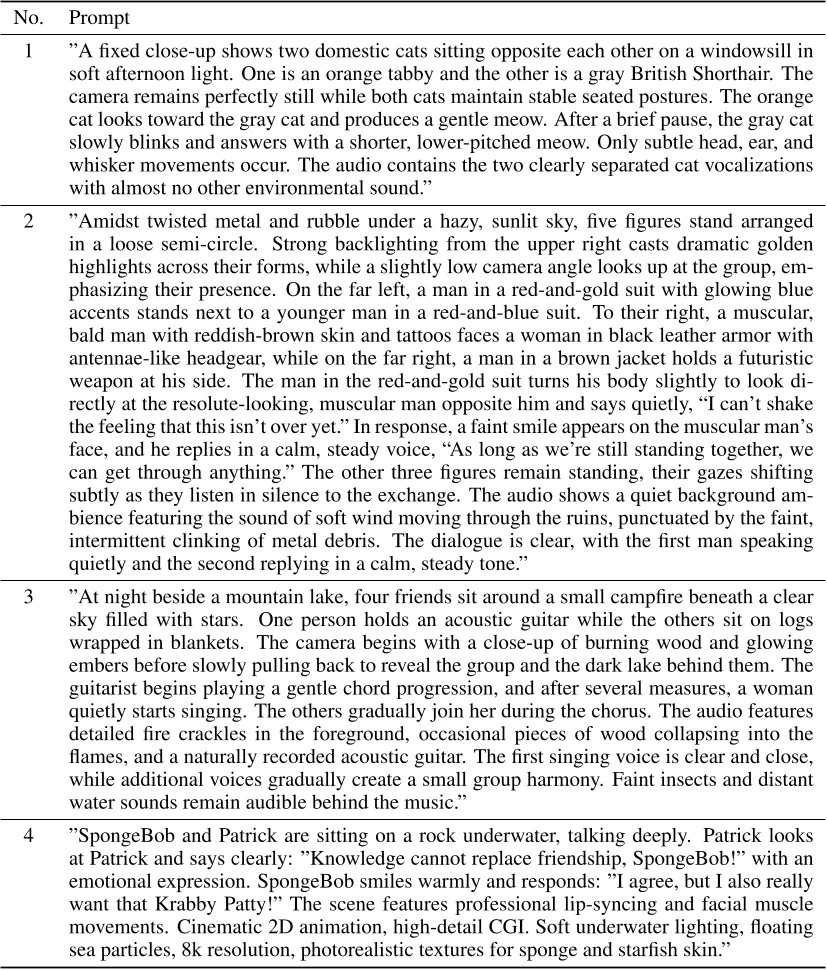 No. Prompt
1 ”A fixed close-up shows two domestic cats sitting opposite each other on a windowsill in
soft afternoon light. One is an orange tabby and the other is a gray British Shorthair. The
camera remains perfectly still while both cats maintain stable seated postures. The orange
cat looks toward the gray cat and produces a gentle meow. After a brief pause, the gray cat
slowly blinks and answers with a shorter, lower-pitched meow. Only subtle head, ear, and
whisker movements occur. The audio contains the two clearly separated cat vocalizations
with almost no other environmental sound.”
2 ”Amidst twisted metal and rubble under a hazy, sunlit sky, five figures stand arranged
in a loose semi-circle. Strong backlighting from the upper right casts dramatic golden
highlights across their forms, while a slightly low camera angle looks up at the group, em-
phasizing their presence. On the far left, a man in a red-and-gold suit with glowing blue
accents stands next to a younger man in a red-and-blue suit. To their right, a muscular,
bald man with reddish-brown skin and tattoos faces a woman in black leather armor with
antennae-like headgear, while on the far right, a man in a brown jacket holds a futuristic
weapon at his side. The man in the red-and-gold suit turns his body slightly to look di-
rectly at the resolute-looking, muscular man opposite him and says quietly, “I can’t shake
the feeling that this isn’t over yet.” In response, a faint smile appears on the muscular man’s
face, and he replies in a calm, steady voice, “As long as we’re still standing together, we
can get through anything.” The other three figures remain standing, their gazes shifting
subtly as they listen in silence to the exchange. The audio shows a quiet background am-
bience featuring the sound of soft wind moving through the ruins, punctuated by the faint,
intermittent clinking of metal debris. The dialogue is clear, with the first man speaking
quietly and the second replying in a calm, steady tone.”
3 ”At night beside a mountain lake, four friends sit around a small campfire beneath a clear
sky filled with stars. One person holds an acoustic guitar while the others sit on logs
wrapped in blankets. The camera begins with a close-up of burning wood and glowing
embers before slowly pulling back to reveal the group and the dark lake behind them. The
guitarist begins playing a gentle chord progression, and after several measures, a woman
quietly starts singing. The others gradually join her during the chorus. The audio features
detailed fire crackles in the foreground, occasional pieces of wood collapsing into the
flames, and a naturally recorded acoustic guitar. The first singing voice is clear and close,
while additional voices gradually create a small group harmony. Faint insects and distant
water sounds remain audible behind the music.”
4 ”SpongeBob and Patrick are sitting on a rock underwater, talking deeply. Patrick looks
at Patrick and says clearly: ”Knowledge cannot replace friendship, SpongeBob!” with an
emotional expression. SpongeBob smiles warmly and responds: ”I agree, but I also really
want that Krabby Patty!” The scene features professional lip-syncing and facial muscle
movements. Cinematic 2D animation, high-detail CGI. Soft underwater lighting, floating
sea particles, 8k resolution, photorealistic textures for sponge and starfish skin.”